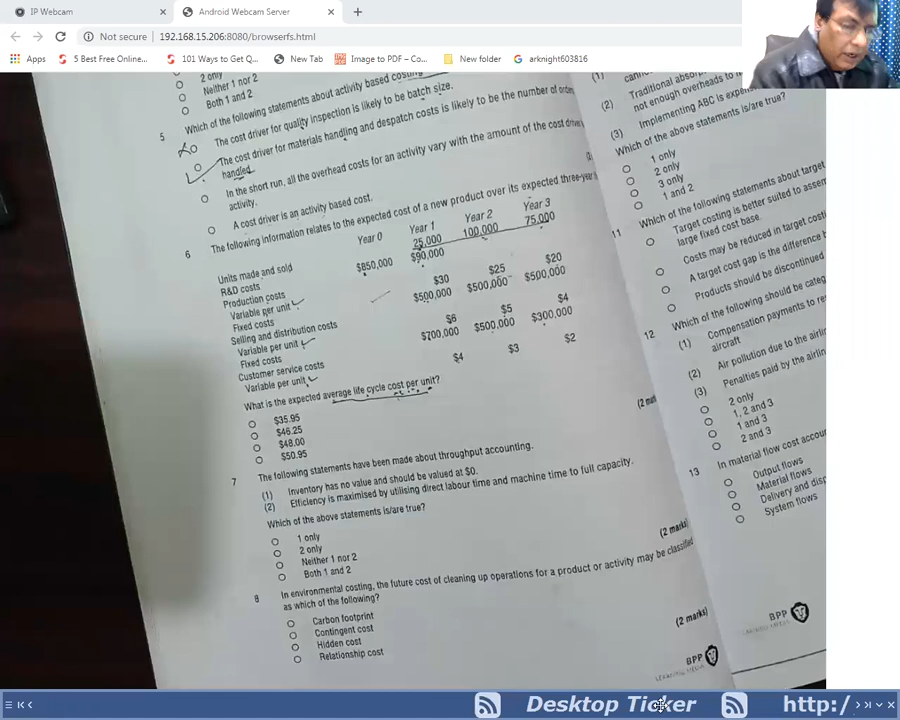 IP Webcam
Android Webcam Server
Not secure
192.168.15.206:8080/browserfs.html
Apps
5 Best Free Online...
101 Ways to Get Q...
New Tab
Image to PDF – Co...
New folder
arknight603816
2 only
Neither 1 nor 2
Both 1 and 2
5
Which of the following statements about activity based costing
The cost driver for quality inspection is likely to be batch size.
The cost driver for materials handling and despatch costs is likely to be the number of orders
handled.
In the short run, all the overhead costs for an activity vary with the amount of the cost driver
activity.
A cost driver is an activity based cost.
6
The following information relates to the expected cost of a new product over its expected three-year
Year 0 Year 1 Year 2 Year 3
Units made and sold 25,000 100,000 75,000
R&D costs $850,000 $90,000
Production costs
Variable per unit $30 $25 $20
Fixed costs $500,000 $500,000 $500,000
Selling and distribution costs
Variable per unit $6 $5 $4
Fixed costs $700,000 $500,000 $300,000
Customer service costs
Variable per unit $4 $3 $2
What is the expected average life cycle cost per unit?
$35.95
$46.25
$48.00
$50.95
7
The following statements have been made about throughput accounting.
(1) Inventory has no value and should be valued at $0.
(2) Efficiency is maximised by utilising direct labour time and machine time to full capacity.
Which of the above statements is/are true?
1 only
2 only
Neither 1 nor 2
Both 1 and 2
(2 marks)
8
In environmental costing, the future cost of cleaning up operations for a product or activity may be classified
as which of the following?
Carbon footprint
Contingent cost
Hidden cost
Relationship cost
(2 marks)
BPP
LEARNING MEDIA
(1)
(2) Traditional absor
not enough overheads to
(3) Implementing ABC is expen
Which of the above statements is/are true?
1 only
2 only
3 only
1 and 2
11
Which of the following statements about target
Target costing is better suited to assem
large fixed cost base.
Costs may be reduced in target costi
A target cost gap is the difference b
Products should be discontinued
12
Which of the following should be categ
(1) Compensation payments to re
aircraft
(2) Air pollution due to the airlin
(3) Penalties paid by the airlin
2 only
1, 2 and 3
1 and 3
2 and 3
13
In material flow cost accou
Output flows
Material flows
Delivery and disp
System flows
BPP
LEARNING MEDIA
Desktop Ticker
http:/